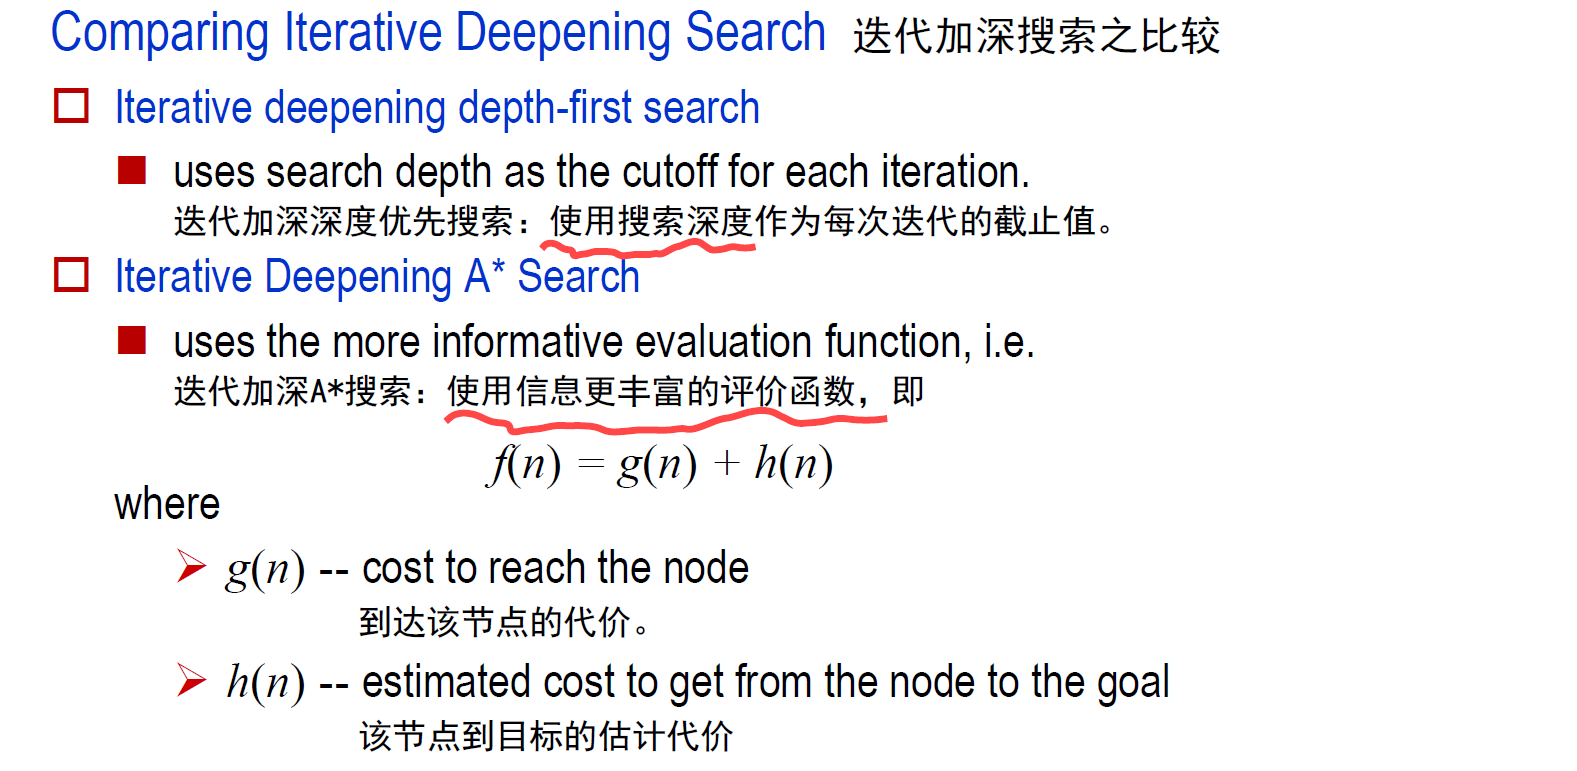 Comparing Iterative Deepening Search 迭代加深搜索之比较
Iterative deepening depth-first search
uses search depth as the cutoff for each iteration.
迭代加深深度优先搜索：使用搜索深度作为每次迭代的截止值。
Iterative Deepening A* Search
uses the more informative evaluation function, i.e.
迭代加深A*搜索：使用信息更丰富的评价函数，即
f(n) = g(n) + h(n)
where
g(n) -- cost to reach the node
到达该节点的代价。
h(n) -- estimated cost to get from the node to the goal
该节点到目标的估计代价